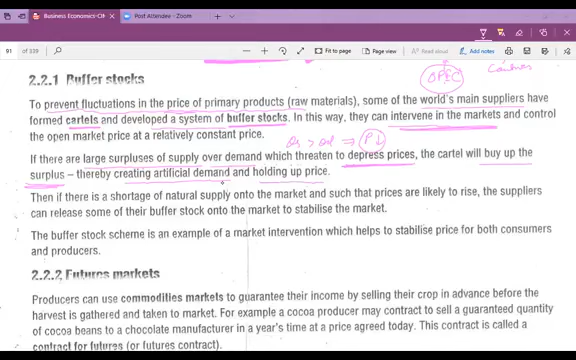 Business Economics-CM
Post Attendee - Zoom
91 of 339
Fit to page
Page view
Read aloud
Add notes
OPEC
2.2.1 Buffer stocks
To prevent fluctuations in the price of primary products (raw materials), some of the world's main suppliers have
formed cartels and developed a system of buffer stocks. In this way, they can intervene in the markets and control
the open market price at a relatively constant price.
Qs > Qd ⇒ P↓
If there are large surpluses of supply over demand which threaten to depress prices, the cartel will buy up the
surplus – thereby creating artificial demand and holding up price.
Then if there is a shortage of natural supply onto the market and such that prices are likely to rise, the suppliers
can release some of their buffer stock onto the market to stabilise the market.
The buffer stock scheme is an example of a market intervention which helps to stabilise price for both consumers
and producers.
2.2.2 Futures markets
Producers can use commodities markets to guarantee their income by selling their crop in advance before the
harvest is gathered and taken to market. For example a cocoa producer may contract to sell a guaranteed quantity
of cocoa beans to a chocolate manufacturer in a year's time at a price agreed today. This contract is called a
contract for futures (or futures contract).